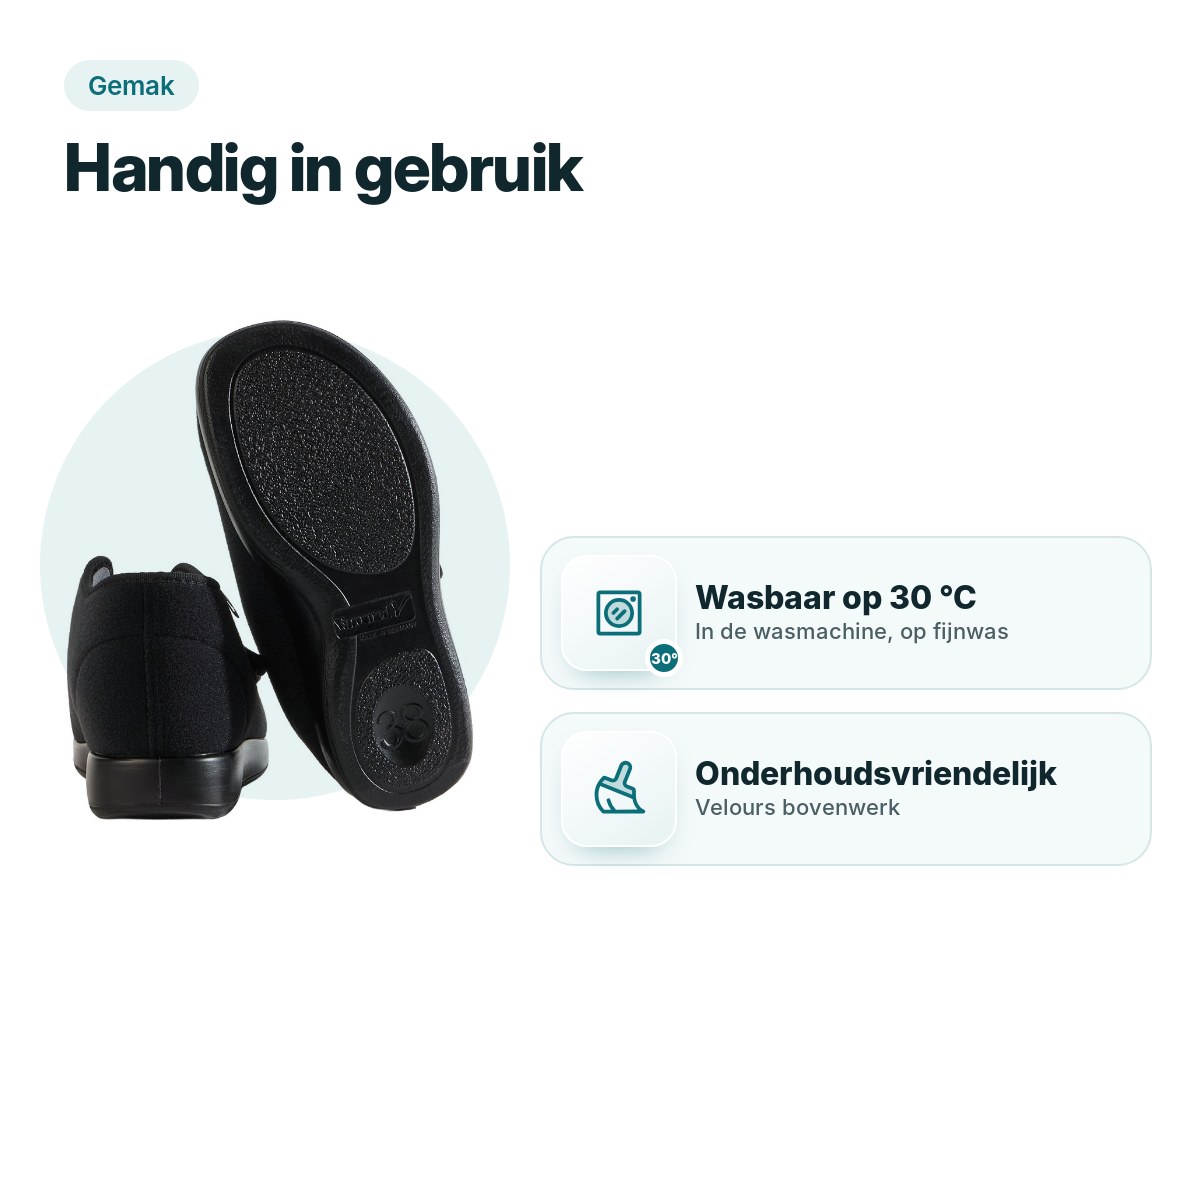 Gemak
Handig in gebruik
Wasbaar op 30 °C
In de wasmachine, op fijnwas
30°
Onderhoudsvriendelijk
Velours bovenwerk
38